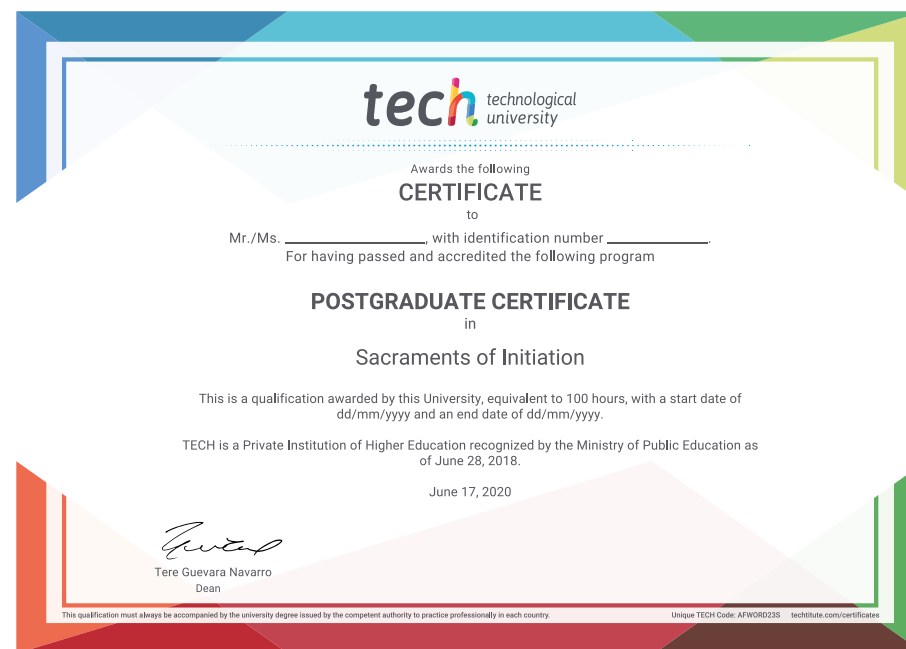 tech technological
university
Awards the following
CERTIFICATE
to
Mr./Ms. ____________________, with identification number ______________.
For having passed and accredited the following program
POSTGRADUATE CERTIFICATE
in
Sacraments of Initiation
This is a qualification awarded by this University, equivalent to 100 hours, with a start date of
dd/mm/yyyy and an end date of dd/mm/yyyy.
TECH is a Private Institution of Higher Education recognized by the Ministry of Public Education as
of June 28, 2018.
June 17, 2020
Tere Guevara Navarro
Dean
This qualification must always be accompanied by the university degree issued by the competent authority to practice professionally in each country. Unique TECH Code: AFWORD23S techtitute.com/certificates